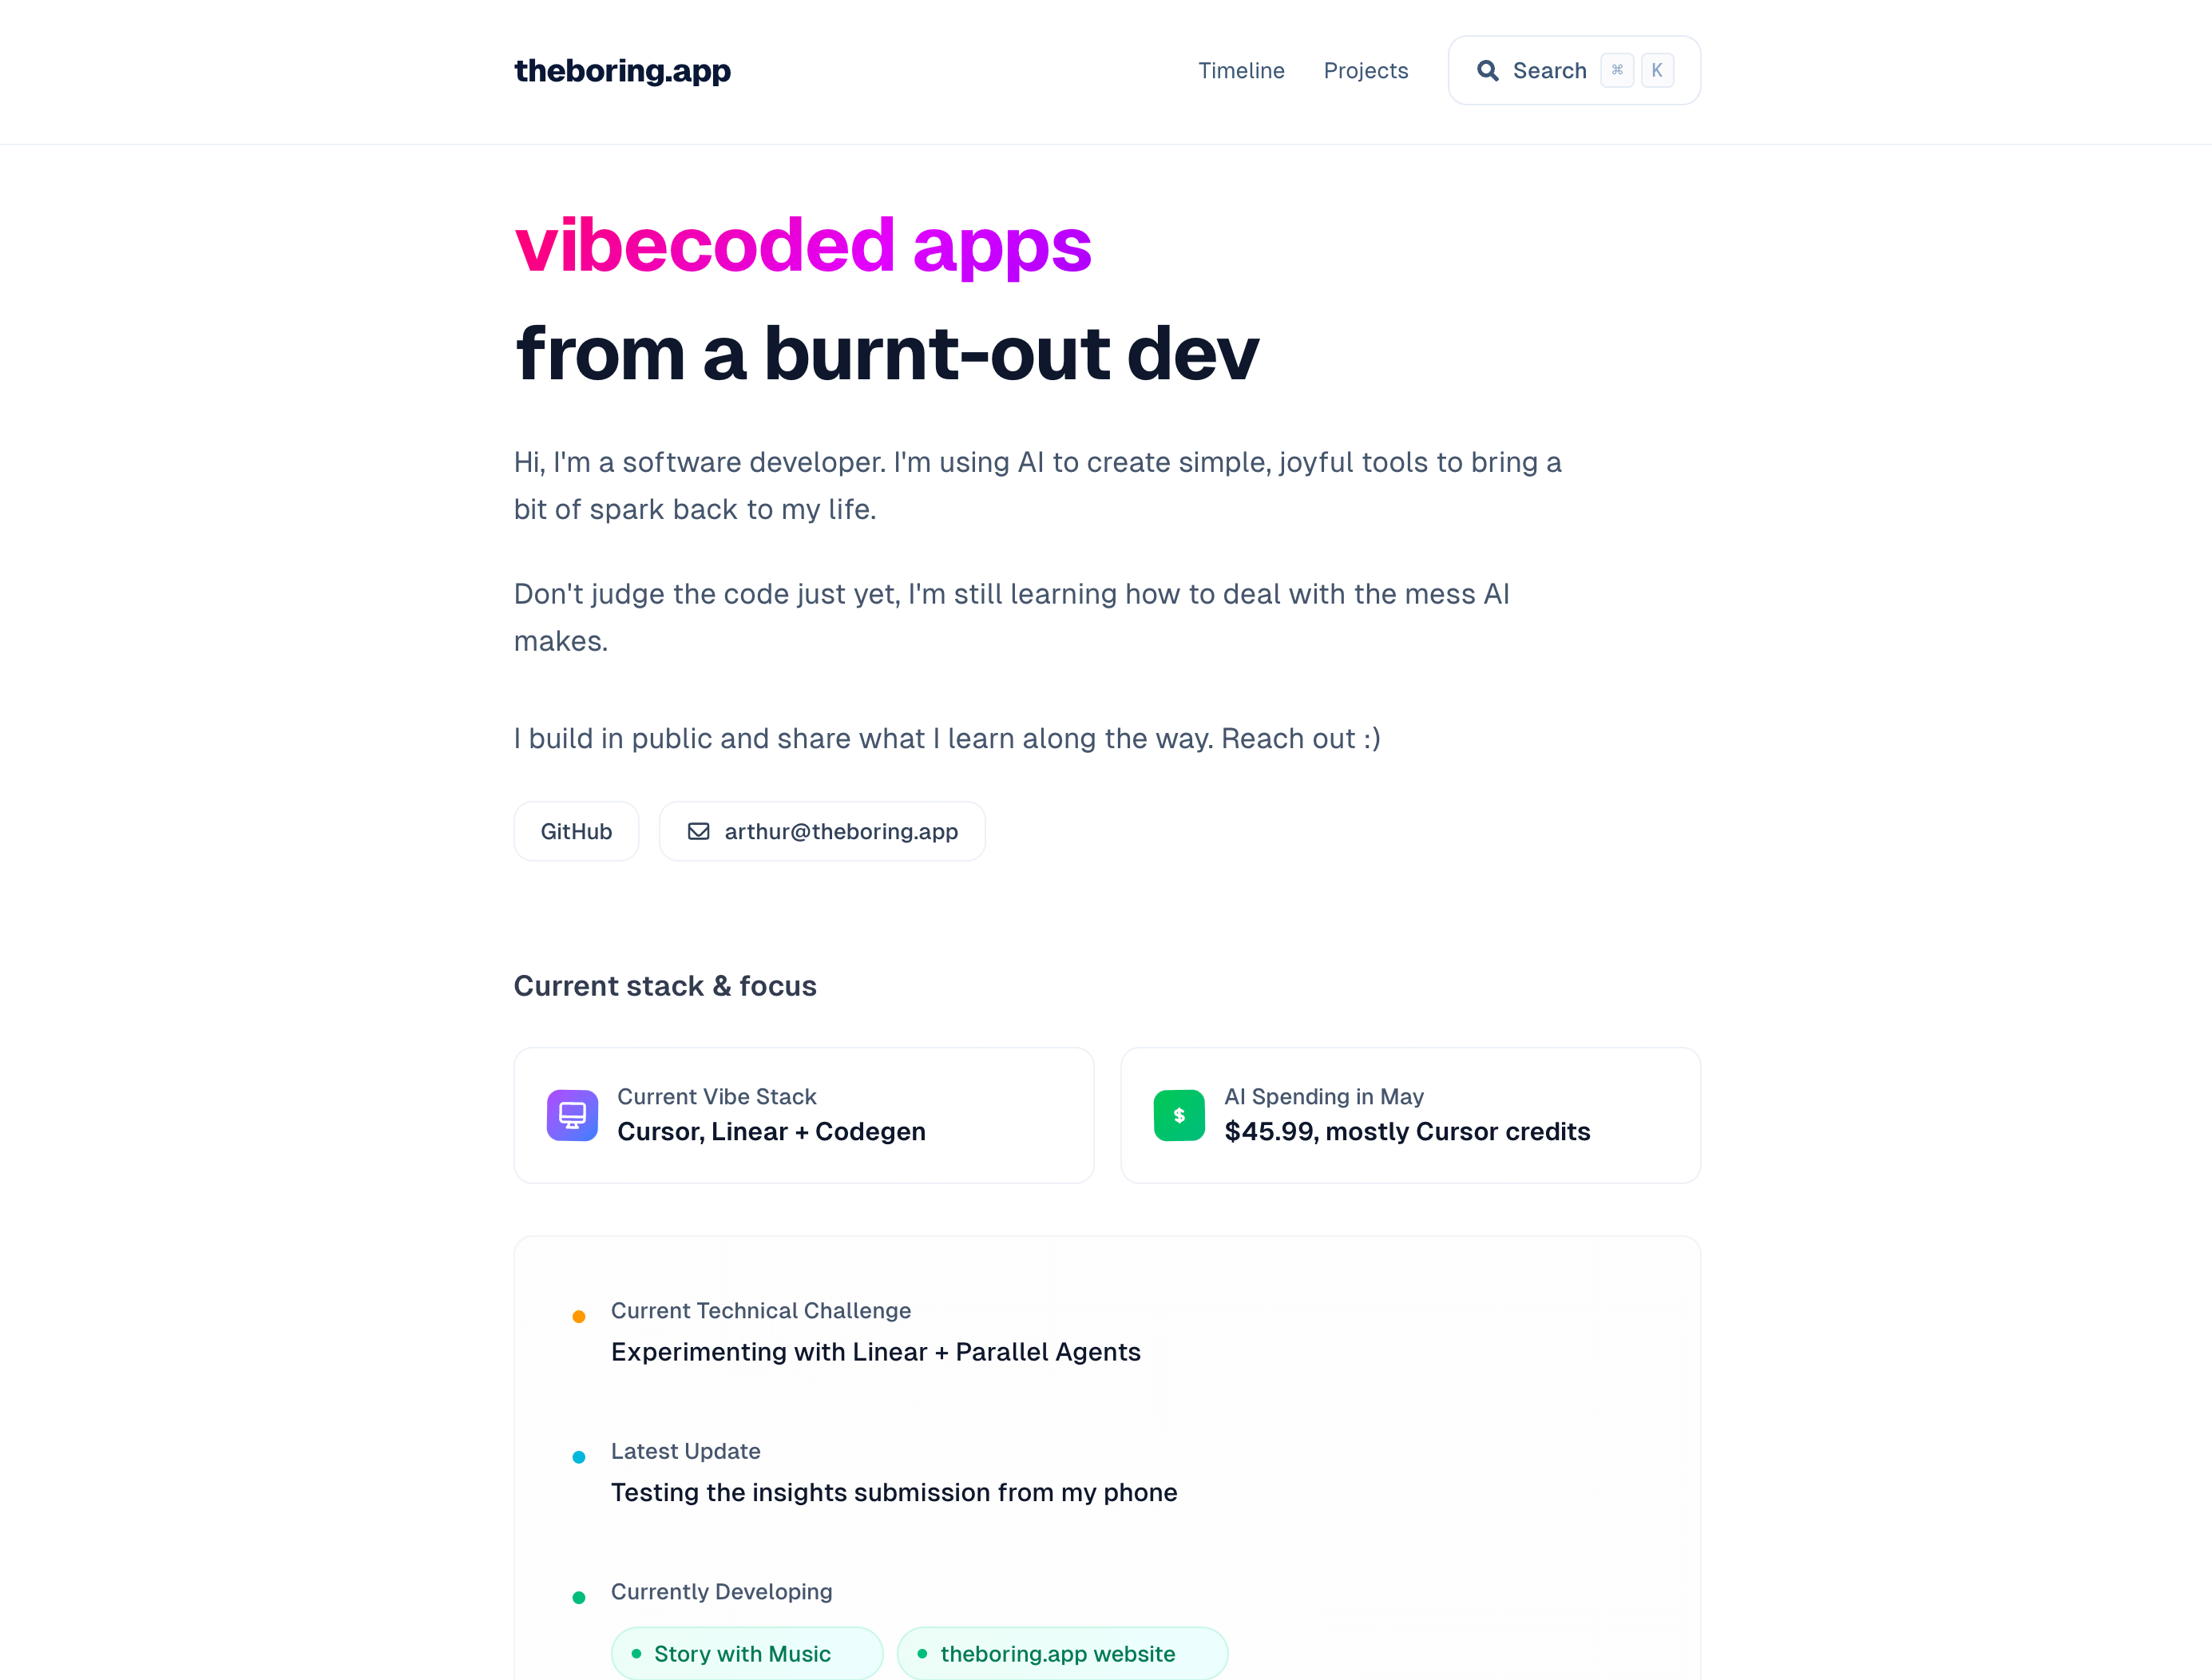 theboring.app
Timeline
Projects
Search ⌘ K
vibecoded apps
from a burnt-out dev
Hi, I'm a software developer. I'm using AI to create simple, joyful tools to bring a
bit of spark back to my life.
Don't judge the code just yet, I'm still learning how to deal with the mess AI
makes.
I build in public and share what I learn along the way. Reach out :)
GitHub
arthur@theboring.app
Current stack & focus
Current Vibe Stack
Cursor, Linear + Codegen
$
AI Spending in May
$45.99, mostly Cursor credits
Current Technical Challenge
Experimenting with Linear + Parallel Agents
Latest Update
Testing the insights submission from my phone
Currently Developing
Story with Music
theboring.app website